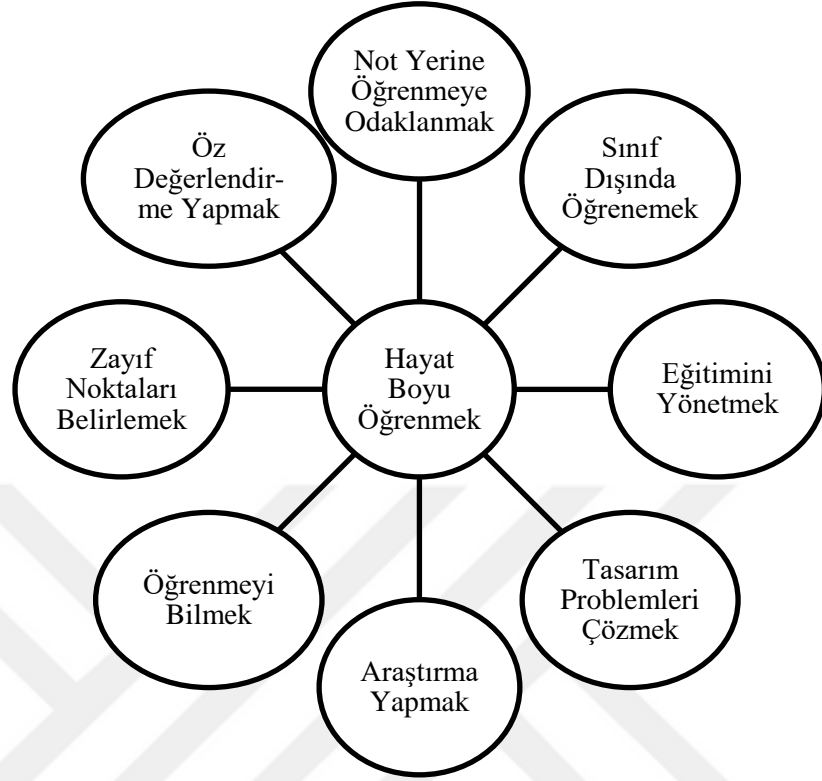 Not Yerine
Öğrenmeye
Odaklanmak
Sınıf
Dışında
Öğrenemek
Eğitimini
Yönetmek
Tasarım
Problemleri
Çözmek
Araştırma
Yapmak
Öğrenmeyi
Bilmek
Zayıf
Noktaları
Belirlemek
Öz
Değerlendir-
me Yapmak
Hayat
Boyu
Öğrenmek